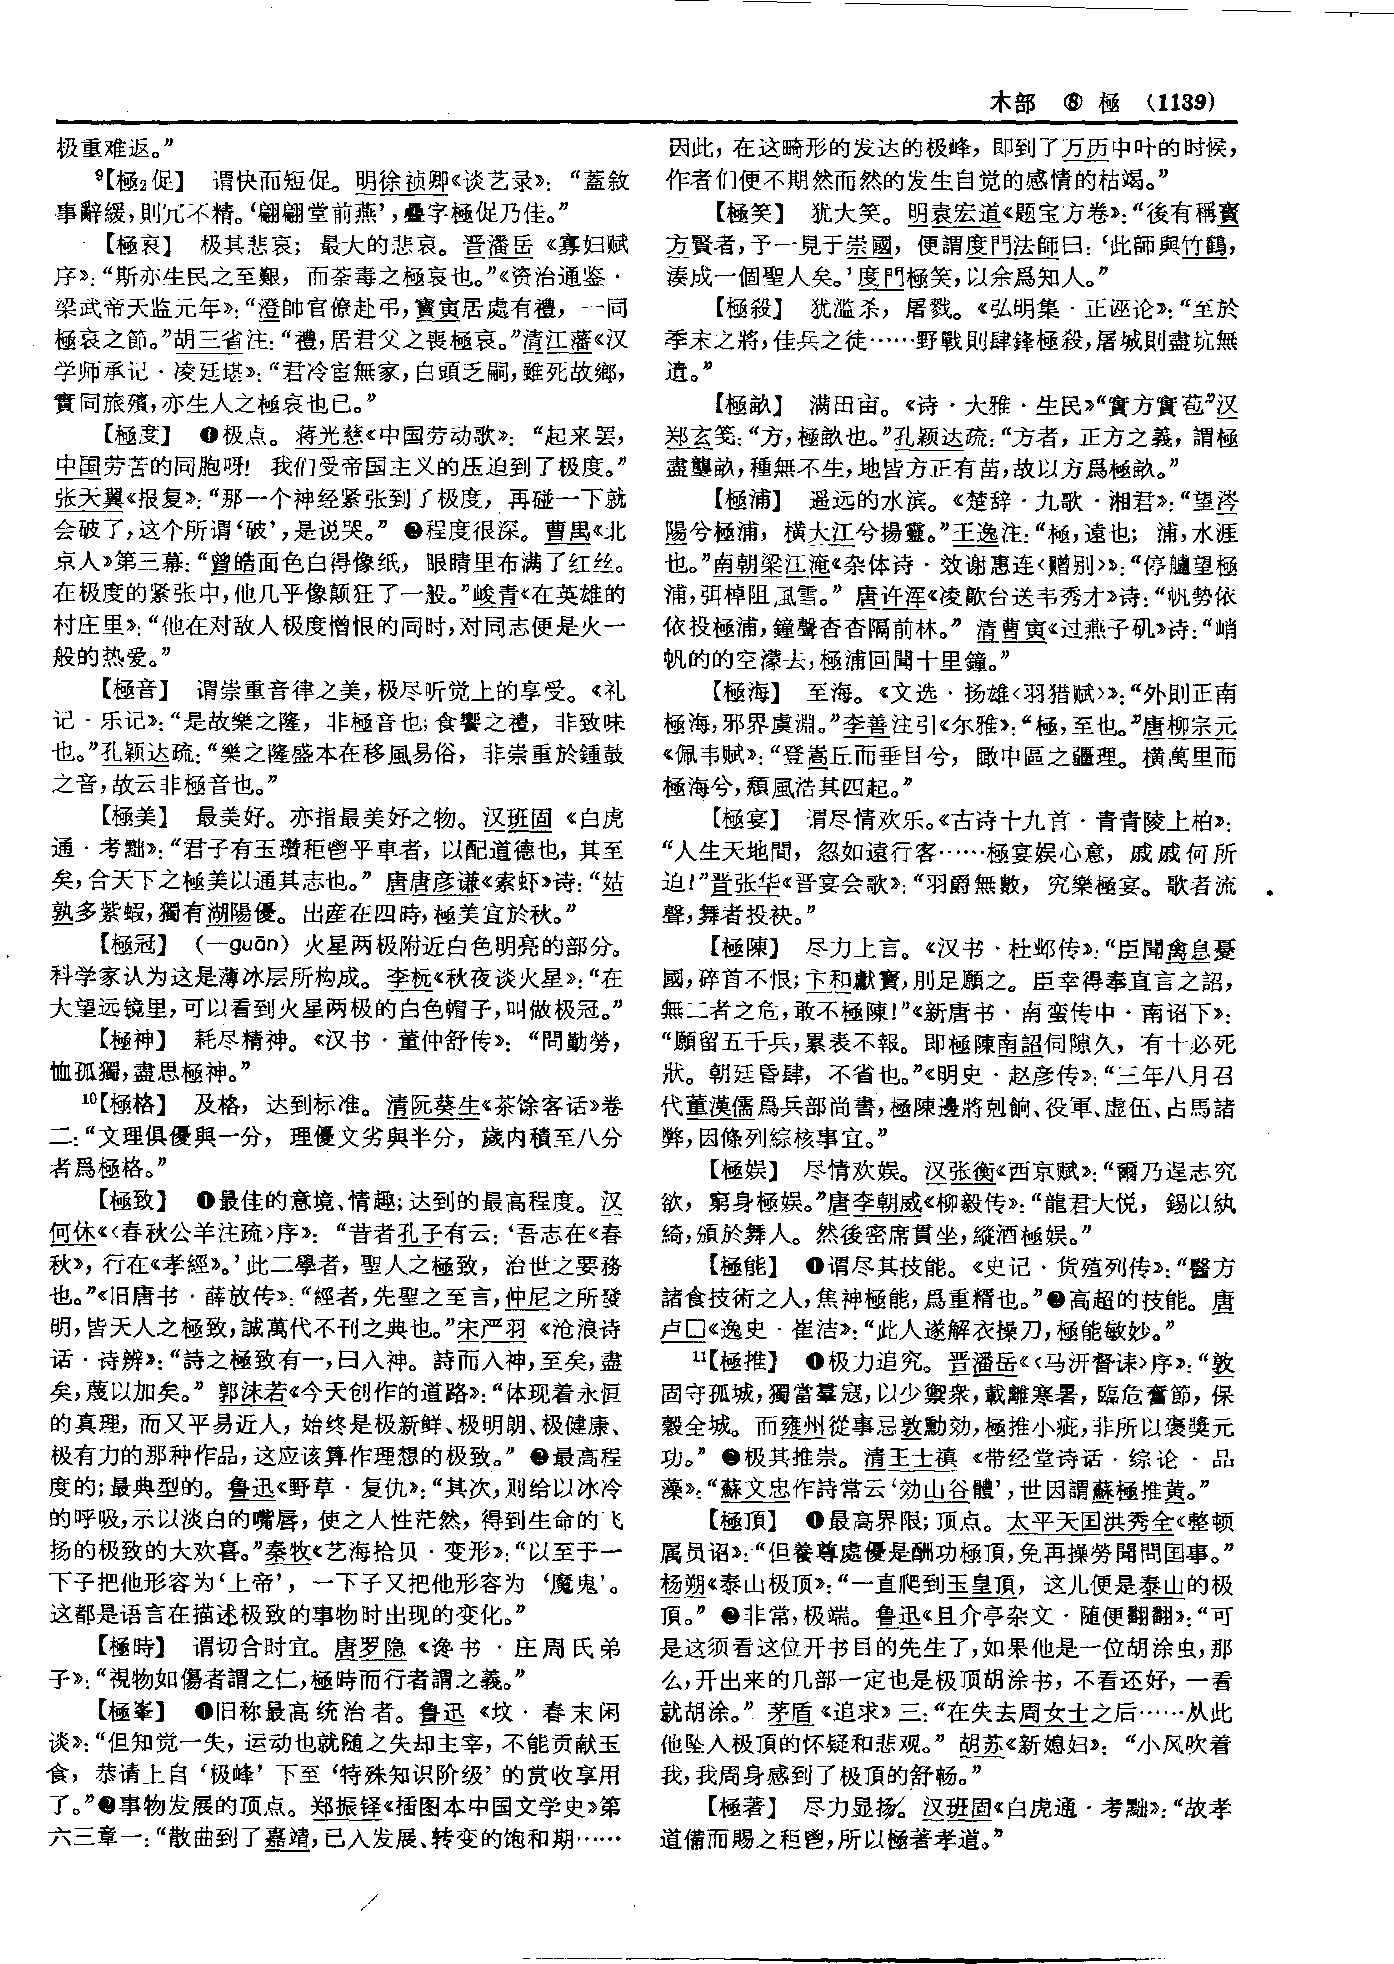 木部 ⑧ 極 (1139)
极重难返。”
⁹【極₂促】 谓快而短促。明徐祯卿《谈艺录》：“蓋敘
事辭緩，則冗不精。‘翩翩堂前燕’，疊字極促乃佳。”
【極哀】 极其悲哀；最大的悲哀。晋潘岳《寡妇赋
序》：“斯亦生民之至艱，而荼毒之極哀也。”《资治通鉴·
梁武帝天监元年》：“澄帥官僚赴弔，寶寅居處有禮，一同
極哀之節。”胡三省注：“禮，居君父之喪極哀。”清江藩《汉
学师承记·凌廷堪》：“君冷宦無家，白頭乏嗣，雖死故鄉，
實同旅殯，亦生人之極哀也已。”
【極度】 ❶极点。蒋光慈《中国劳动歌》：“起来罢，
中国劳苦的同胞呀！我们受帝国主义的压迫到了极度。”
张天翼《报复》：“那一个神经紧张到了极度，再碰一下就
会破了，这个所谓‘破’，是说哭。”❷程度很深。曹禺《北
京人》第三幕：“曾皓面色白得像纸，眼睛里布满了红丝。
在极度的紧张中，他几乎像颠狂了一般。”峻青《在英雄的
村庄里》：“他在对敌人极度憎恨的同时，对同志便是火一
般的热爱。”
【極音】 谓崇重音律之美，极尽听觉上的享受。《礼
记·乐记》：“是故樂之隆，非極音也；食饗之禮，非致味
也。”孔颖达疏：“樂之隆盛本在移風易俗，非崇重於鍾鼓
之音，故云非極音也。”
【極美】 最美好。亦指最美好之物。汉班固《白虎
通·考黜》：“君子有玉瓚秬鬯乎車者，以配道德也，其至
矣，合天下之極美以通其志也。”唐唐彦谦《索虾》诗：“姑
孰多紫蝦，獨有湖陽優。出産在四時，極美宜於秋。”
【極冠】 （—guān）火星两极附近白色明亮的部分。
科学家认为这是薄冰层所构成。李杬《秋夜谈火星》：“在
大望远镜里，可以看到火星两极的白色帽子，叫做极冠。”
【極神】 耗尽精神。《汉书·董仲舒传》：“問勤勞，
恤孤獨，盡思極神。”
¹⁰【極格】 及格，达到标准。清阮葵生《茶馀客话》卷
二：“文理俱優與一分，理優文劣與半分，歲内積至八分
者爲極格。”
【極致】 ❶最佳的意境、情趣；达到的最高程度。汉
何休《〈春秋公羊注疏〉序》：“昔者孔子有云：‘吾志在《春
秋》，行在《孝經》。’此二學者，聖人之極致，治世之要務
也。”《旧唐书·薛放传》：“經者，先聖之至言，仲尼之所發
明，皆天人之極致，誠萬代不刊之典也。”宋严羽《沧浪诗
话·诗辨》：“詩之極致有一，曰入神。詩而入神，至矣，盡
矣，蔑以加矣。”郭沫若《今天创作的道路》：“体现着永恒
的真理，而又平易近人，始终是极新鲜、极明朗、极健康、
极有力的那种作品，这应该算作理想的极致。”❷最高程
度的；最典型的。鲁迅《野草·复仇》：“其次，则给以冰冷
的呼吸，示以淡白的嘴唇，使之人性茫然，得到生命的飞
扬的极致的大欢喜。”秦牧《艺海拾贝·变形》：“以至于一
下子把他形容为‘上帝’，一下子又把他形容为‘魔鬼’。
这都是语言在描述极致的事物时出现的变化。”
【極時】 谓切合时宜。唐罗隐《谗书·庄周氏弟
子》：“視物如傷者謂之仁，極時而行者謂之義。”
【極峯】 ❶旧称最高统治者。鲁迅《坟·春末闲
谈》：“但知觉一失，运动也就随之失却主宰，不能贡献玉
食，恭请上自‘极峰’下至‘特殊知识阶级’的赏收享用
了。”❷事物发展的顶点。郑振铎《插图本中国文学史》第
六三章一：“散曲到了嘉靖，已入发展、转变的饱和期……
因此，在这畸形的发达的极峰，即到了万历中叶的时候，
作者们便不期然而然的发生自觉的感情的枯竭。”
【極笑】 犹大笑。明袁宏道《题宝方卷》：“後有稱寳
方賢者，予一見于崇國，便謂度門法師曰：‘此師與竹鶴，
湊成一個聖人矣。’度門極笑，以余爲知人。”
【極殺】 犹滥杀，屠戮。《弘明集·正诬论》：“至於
季末之將，佳兵之徒……野戰則肆鋒極殺，屠城則盡坑無
遺。”
【極畝】 满田亩。《诗·大雅·生民》“實方實苞”汉
郑玄笺：“方，極畝也。”孔颖达疏：“方者，正方之義，謂極
盡壟畝，種無不生，地皆方正有苗，故以方爲極畝。”
【極浦】 遥远的水滨。《楚辞·九歌·湘君》：“望涔
陽兮極浦，横大江兮揚靈。”王逸注：“極，遠也；浦，水涯
也。”南朝梁江淹《杂体诗·效谢惠连〈赠别〉》：“停艫望極
浦，弭棹阻風雪。”唐许浑《凌歊台送韦秀才》诗：“帆勢依
依投極浦，鐘聲杳杳隔前林。”清曹寅《过燕子矶》诗：“峭
帆的的空濛去，極浦回聞十里鐘。”
【極海】 至海。《文选·扬雄〈羽猎赋〉》：“外則正南
極海，邪界虞淵。”李善注引《尔雅》：“極，至也。”唐柳宗元
《佩韦赋》：“登嵩丘而垂目兮，瞰中區之疆理。横萬里而
極海兮，頹風浩其四起。”
【極宴】 谓尽情欢乐。《古诗十九首·青青陵上柏》：
“人生天地間，忽如遠行客……極宴娱心意，戚戚何所
迫！”晋张华《晋宴会歌》：“羽爵無數，究樂極宴。歌者流
聲，舞者投袂。”
【極陳】 尽力上言。《汉书·杜邺传》：“臣聞禽息憂
國，碎首不恨；卞和獻寶，刖足願之。臣幸得奉直言之詔，
無二者之危，敢不極陳！”《新唐书·南蛮传中·南诏下》：
“願留五千兵，累表不報。即極陳南詔伺隙久，有十必死
狀。朝廷昏肆，不省也。”《明史·赵彦传》：“三年八月召
代董漢儒爲兵部尚書，極陳邊將剋餉、役軍、虚伍、占馬諸
弊，因條列綜核事宜。”
【極娱】 尽情欢娱。汉张衡《西京赋》：“爾乃逞志究
欲，窮身極娱。”唐李朝威《柳毅传》：“龍君大悦，錫以紈
綺，頒於舞人。然後密席貫坐，縱酒極娱。”
【極能】 ❶谓尽其技能。《史记·货殖列传》：“醫方
諸食技術之人，焦神極能，爲重糈也。”❷高超的技能。唐
卢□《逸史·崔洁》：“此人遂解衣操刀，極能敏妙。”
¹¹【極推】 ❶极力追究。晋潘岳《〈马汧督诔〉序》：“敦
固守孤城，獨當羣寇，以少禦衆，載離寒暑，臨危奮節，保
穀全城。而雍州從事忌敦勳効，極推小疵，非所以褒獎元
功。”❷极其推崇。清王士禛《带经堂诗话·综论·品
藻》：“蘇文忠作詩常云‘効山谷體’，世因謂蘇極推黄。”
【極頂】 ❶最高界限；顶点。太平天国洪秀全《整顿
属员诏》：“但養尊處優是酬功極頂，免再操勞聞問国事。”
杨朔《泰山极顶》：“一直爬到玉皇頂，这儿便是泰山的极
頂。”❷非常，极端。鲁迅《且介亭杂文·随便翻翻》：“可
是这须看这位开书目的先生了，如果他是一位胡涂虫，那
么，开出来的几部一定也是极顶胡涂书，不看还好，一看
就胡涂。”茅盾《追求》三：“在失去周女士之后……从此
他坠入极頂的怀疑和悲观。”胡苏《新媳妇》：“小风吹着
我，我周身感到了极頂的舒畅。”
【極著】 尽力显扬。汉班固《白虎通·考黜》：“故孝
道備而賜之秬鬯，所以極著孝道。”